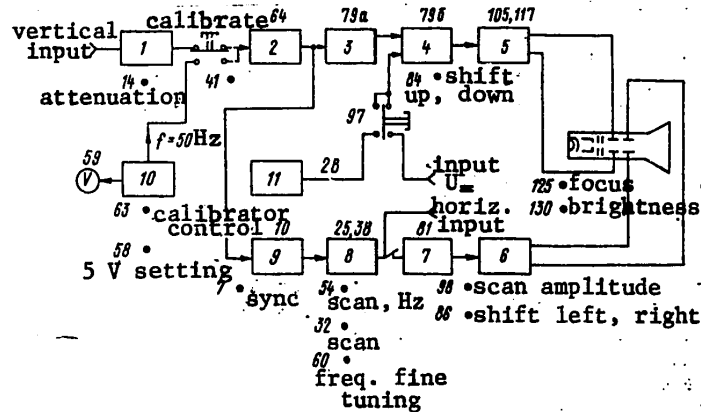 calibrate
64
79a
79б
105,117
vertical
input
1
2
3
4
5
14
attenuation
41
84 shift
up, down
97
f=50Hz
59
V
10
11
28
input
U=
horiz.
input
125 focus
130 brightness
63
calibrator
control
58
5 V setting
10
9
25,38
8
81
7
6
7 sync
54
scan, Hz
32
scan
60
freq. fine
tuning
98 scan amplitude
86 shift left, right